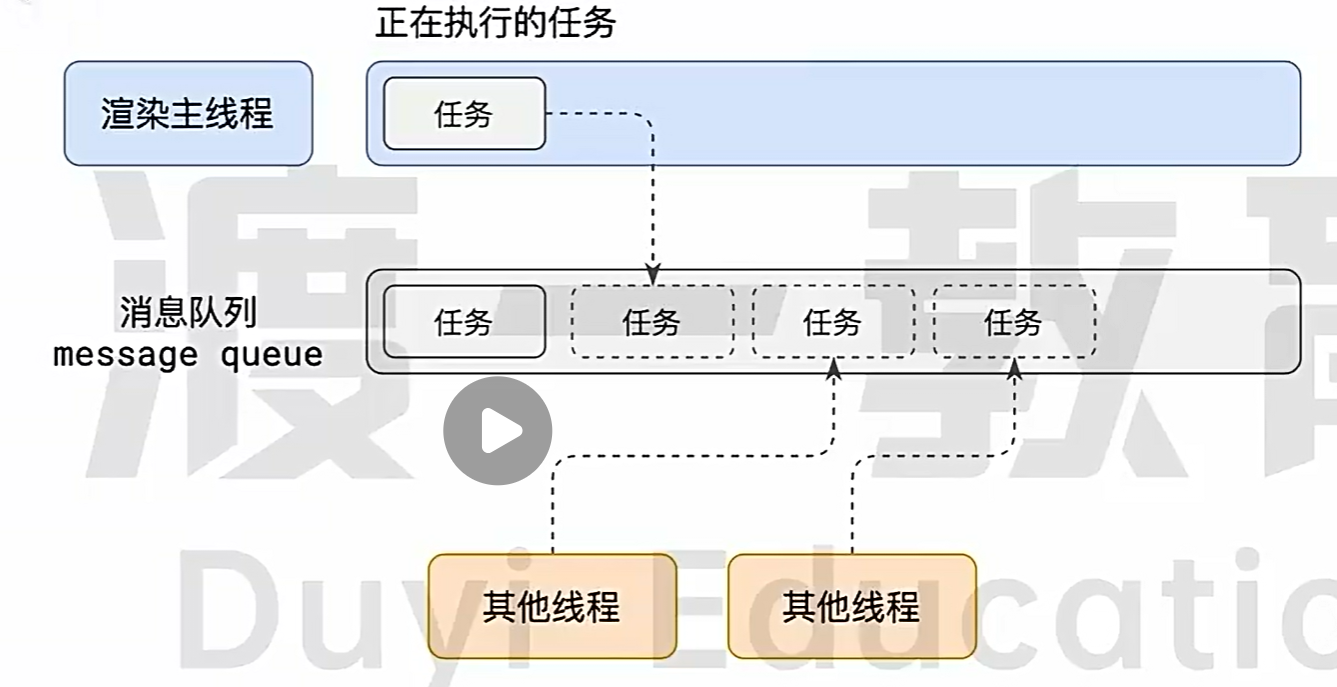 正在执行的任务
渲染主线程
任务
消息队列
message queue
任务
任务
任务
任务
其他线程
其他线程
渡一教
Duyi Educatio